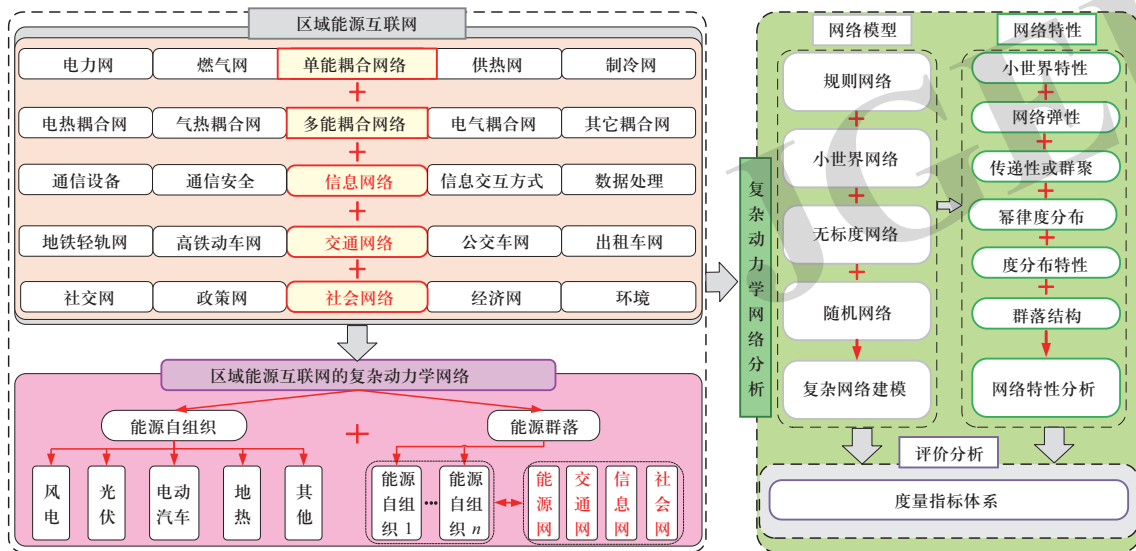 区域能源互联网
电力网 燃气网 单能耦合网络 供热网 制冷网
+
电热耦合网 气热耦合网 多能耦合网络 电气耦合网 其它耦合网
+
通信设备 通信安全 信息网络 信息交互方式 数据处理
+
地铁轻轨网 高铁动车网 交通网络 公交车网 出租车网
+
社交网 政策网 社会网络 经济网 环境
区域能源互联网的复杂动力学网络
能源自组织 + 能源群落
风电
光伏
电动汽车
地热
其他
能源自组织 1
...
能源自组织 n
能源网
交通网
信息网
社会网
复杂动力学网络分析
网络模型
规则网络
+
小世界网络
+
无标度网络
+
随机网络
复杂网络建模
网络特性
小世界特性
+
网络弹性
+
传递性或群聚
+
幂律度分布
+
度分布特性
+
群落结构
网络特性分析
评价分析
度量指标体系